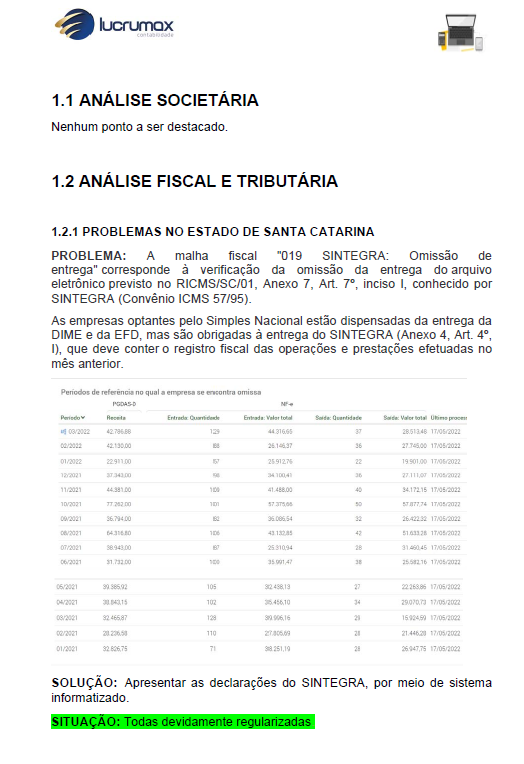 lucrumax
contabilidade
1.1 ANÁLISE SOCIETÁRIA
Nenhum ponto a ser destacado.
1.2 ANÁLISE FISCAL E TRIBUTÁRIA
1.2.1 PROBLEMAS NO ESTADO DE SANTA CATARINA
PROBLEMA: A malha fiscal "019 SINTEGRA: Omissão de
entrega" corresponde à verificação da omissão da entrega do arquivo
eletrônico previsto no RICMS/SC/01, Anexo 7, Art. 7º, inciso I, conhecido por
SINTEGRA (Convênio ICMS 57/95).
As empresas optantes pelo Simples Nacional estão dispensadas da entrega da
DIME e da EFD, mas são obrigadas à entrega do SINTEGRA (Anexo 4, Art. 4º,
I), que deve conter o registro fiscal das operações e prestações efetuadas no
mês anterior.
Períodos de referência no qual a empresa se encontra omissa
PGDAS-D NF-e
Período Receita Entrada: Quantidade Entrada: Valor total Saída: Quantidade Saída: Valor total Último proces
03/2022 42.786,88 129 44.316,65 37 28.513,48 17/05/2022
02/2022 42.130,00 88 26.146,37 36 27.745,00 17/05/2022
01/2022 22.911,00 67 25.912,76 22 19.901,00 17/05/2022
12/2021 37.343,00 98 34.100,41 36 27.111,07 17/05/2022
11/2021 44.381,00 109 41.488,00 40 34.172,15 17/05/2022
10/2021 77.262,00 101 57.375,66 50 57.877,74 17/05/2022
09/2021 36.794,00 82 36.086,54 32 26.422,32 17/05/2022
08/2021 64.316,80 106 43.132,85 42 51.633,28 17/05/2022
07/2021 38.943,00 87 25.310,94 28 31.460,45 17/05/2022
06/2021 31.732,00 100 35.991,47 38 25.582,16 17/05/2022
05/2021 39.385,92 105 32.438,13 27 22.263,86 17/05/2022
04/2021 38.843,15 102 35.456,10 34 29.070,73 17/05/2022
03/2021 32.465,87 128 39.996,16 20 15.924,59 17/05/2022
02/2021 28.236,58 110 27.805,69 28 21.446,28 17/05/2022
01/2021 32.826,75 71 38.251,19 28 26.947,75 17/05/2022
SOLUÇÃO: Apresentar as declarações do SINTEGRA, por meio de sistema
informatizado.
SITUAÇÃO: Todas devidamente regularizadas